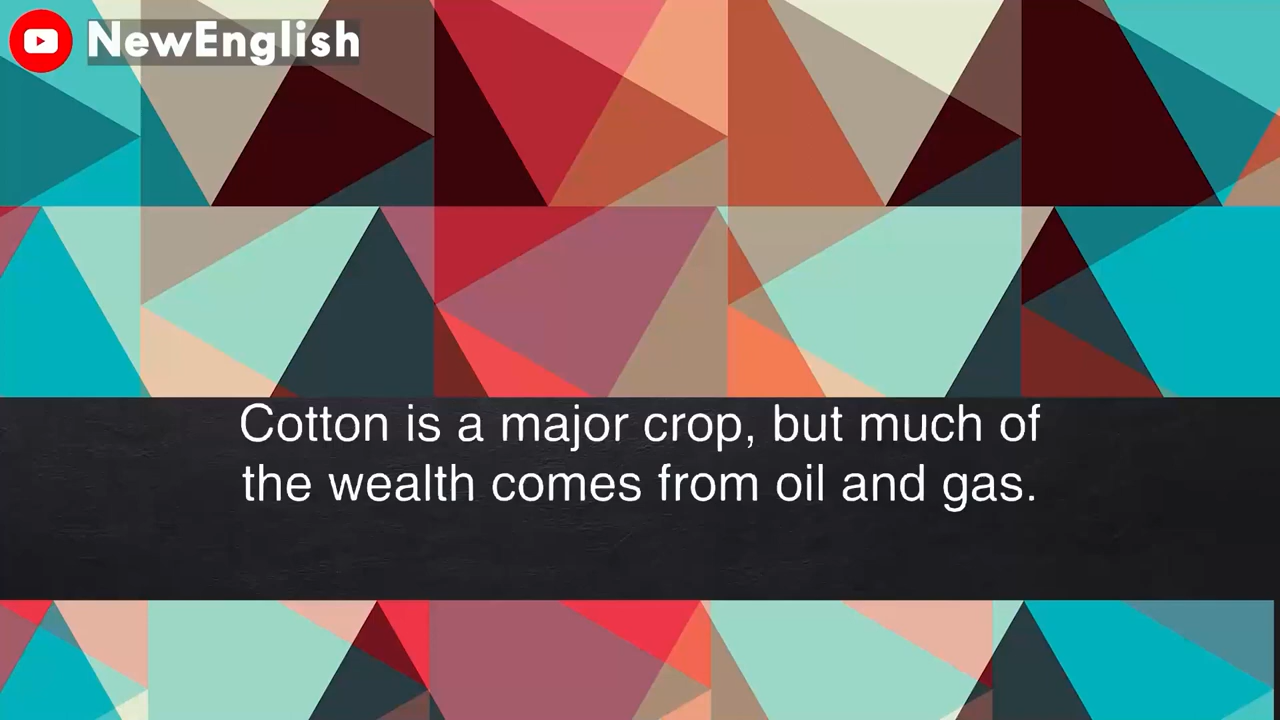 NewEnglish
Cotton is a major crop, but much of
the wealth comes from oil and gas.